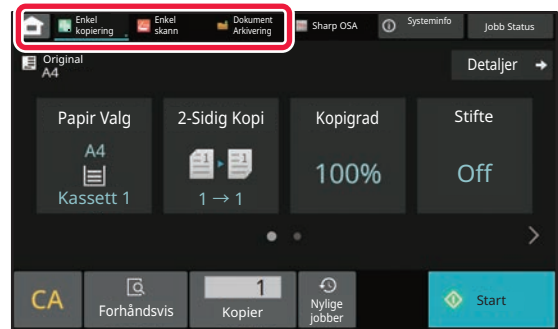 Enkel
kopiering
Enkel
skann
Dokument
Arkivering
Sharp OSA
Systeminfo
Jobb Status
Original
A4
Detaljer
Papir Valg
A4
Kassett 1
2-Sidig Kopi
1 → 1
Kopigrad
100%
Stifte
Off
CA
Forhåndsvis
1
Kopier
Nylige
jobber
Start